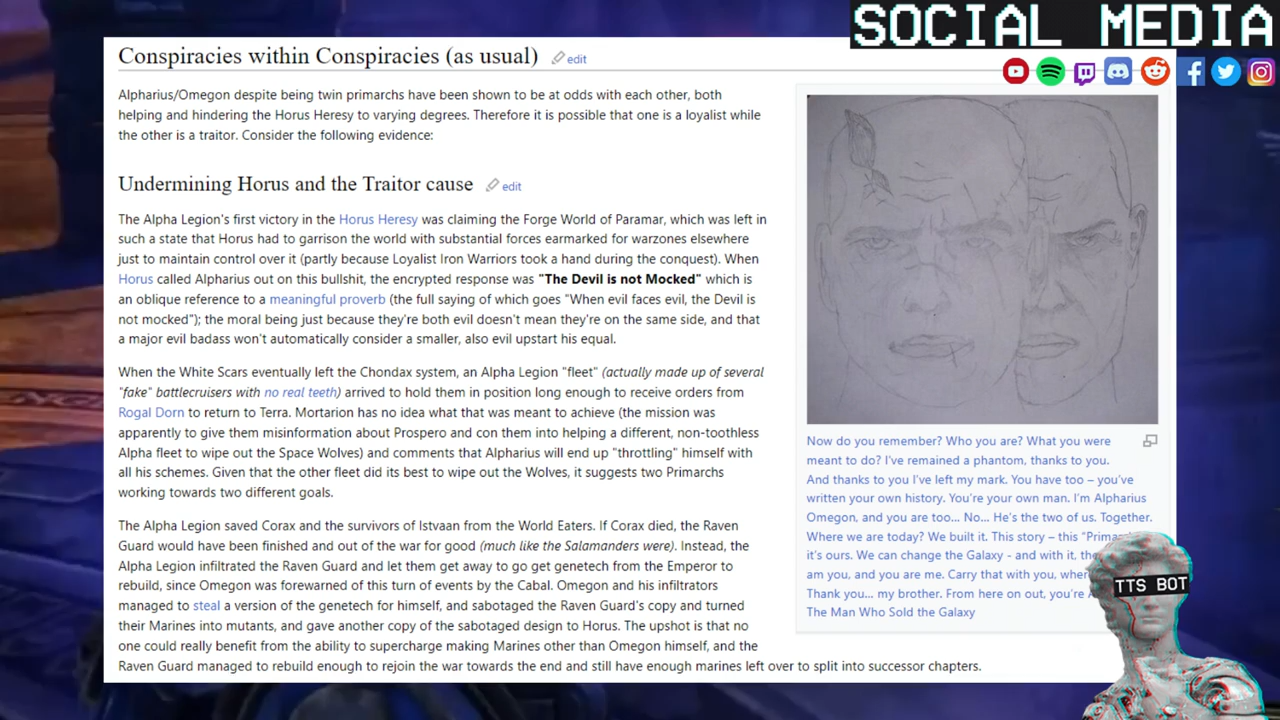 SOCIAL MEDIA
Conspiracies within Conspiracies (as usual) edit
Alpharius/Omegon despite being twin primarchs have been shown to be at odds with each other, both
helping and hindering the Horus Heresy to varying degrees. Therefore it is possible that one is a loyalist while
the other is a traitor. Consider the following evidence:
Undermining Horus and the Traitor cause edit
The Alpha Legion's first victory in the Horus Heresy was claiming the Forge World of Paramar, which was left in
such a state that Horus had to garrison the world with substantial forces earmarked for warzones elsewhere
just to maintain control over it (partly because Loyalist Iron Warriors took a hand during the conquest). When
Horus called Alpharius out on this bullshit, the encrypted response was "The Devil is not Mocked" which is
an oblique reference to a meaningful proverb (the full saying of which goes "When evil faces evil, the Devil is
not mocked"); the moral being just because they're both evil doesn't mean they're on the same side, and that
a major evil badass won't automatically consider a smaller, also evil upstart his equal.
When the White Scars eventually left the Chondax system, an Alpha Legion "fleet" (actually made up of several
"fake" battlecruisers with no real teeth) arrived to hold them in position long enough to receive orders from
Rogal Dorn to return to Terra. Mortarion has no idea what that was meant to achieve (the mission was
apparently to give them misinformation about Prospero and con them into helping a different, non-toothless
Alpha fleet to wipe out the Space Wolves) and comments that Alpharius will end up "throttling" himself with
all his schemes. Given that the other fleet did its best to wipe out the Wolves, it suggests two Primarchs
working towards two different goals.
The Alpha Legion saved Corax and the survivors of Istvaan from the World Eaters. If Corax died, the Raven
Guard would have been finished and out of the war for good (much like the Salamanders were). Instead, the
Alpha Legion infiltrated the Raven Guard and let them get away to go get genetech from the Emperor to
rebuild, since Omegon was forewarned of this turn of events by the Cabal. Omegon and his infiltrators
managed to steal a version of the genetech for himself, and sabotaged the Raven Guard's copy and turned
their Marines into mutants, and gave another copy of the sabotaged design to Horus. The upshot is that no
one could really benefit from the ability to supercharge making Marines other than Omegon himself, and the
Raven Guard managed to rebuild enough to rejoin the war towards the end and still have enough marines left over to split into successor chapters.
Now do you remember? Who you are? What you were
meant to do? I've remained a phantom, thanks to you.
And thanks to you I've left my mark. You have too – you've
written your own history. You're your own man. I'm Alpharius
Omegon, and you are too... No... He's the two of us. Together.
Where we are today? We built it. This story – this
it's ours. We can change the Galaxy - and with it,
am you, and you are me. Carry that with you,
Thank you... my brother. From here on out, you're
The Man Who Sold the Galaxy
TTS BOT